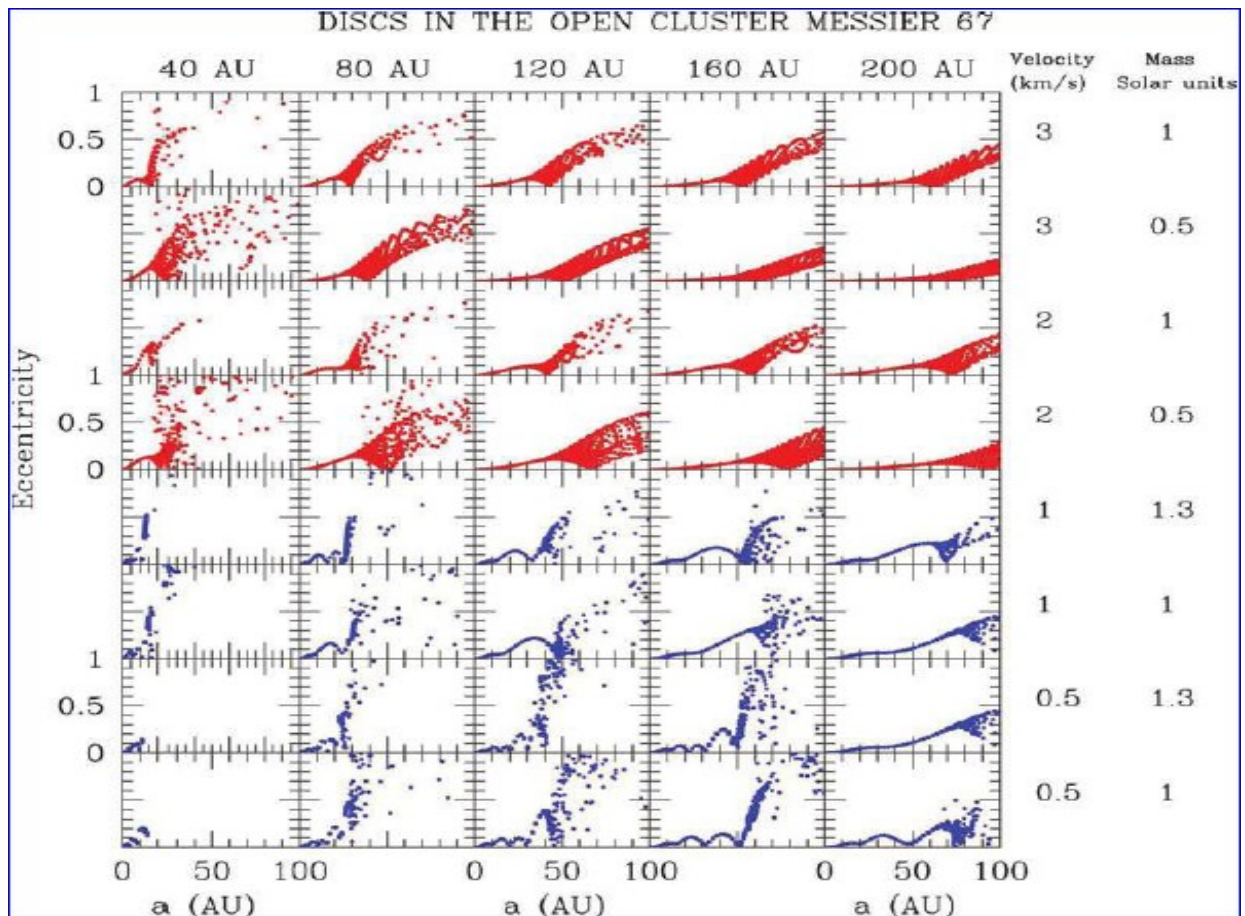 DISCS IN THE OPEN CLUSTER MESSIER 67
40 AU 80 AU 120 AU 160 AU 200 AU Velocity Mass
(km/s) Solar units
1
0.5 3 1
0
3 0.5
2 1
1
0.5 2 0.5
0
1 1.3
1 1
1
0.5 0.5 1.3
0
0.5 1
Eccentricity
0 50 100 0 50 100 0 50 100
a (AU) a (AU) a (AU)